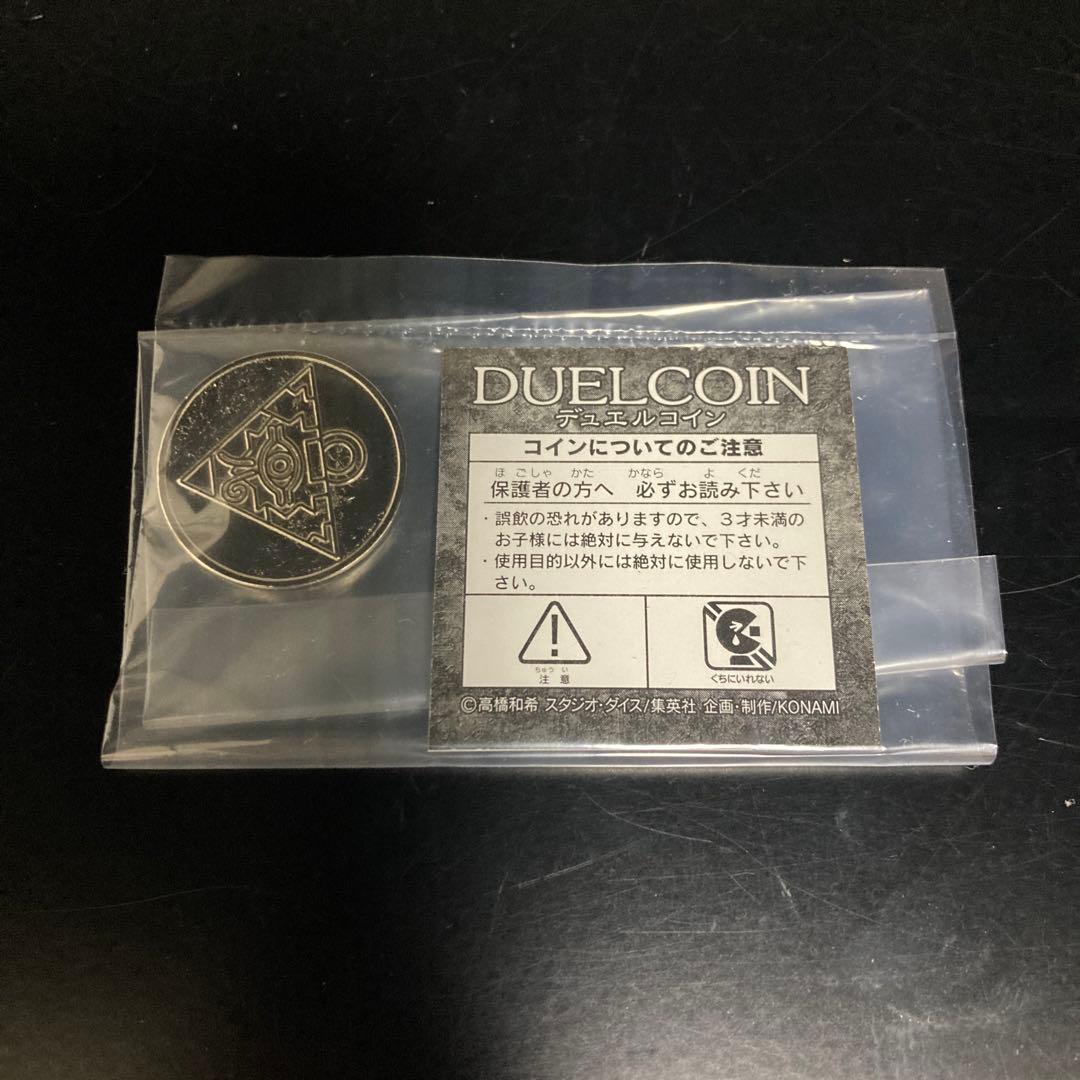 DUELCOIN
デュエルコイン
コインについてのご注意
ほごしゃ かた かなら よ くだ
保護者の方へ 必ずお読み下さい
・誤飲の恐れがありますので、3才未満の
お子様には絶対に与えないで下さい。
・使用目的以外には絶対に使用しないで下
さい。
ちゅうい
注意
くちにいれない
©高橋和希 スタジオ・ダイス/集英社 企画・制作/KONAMI